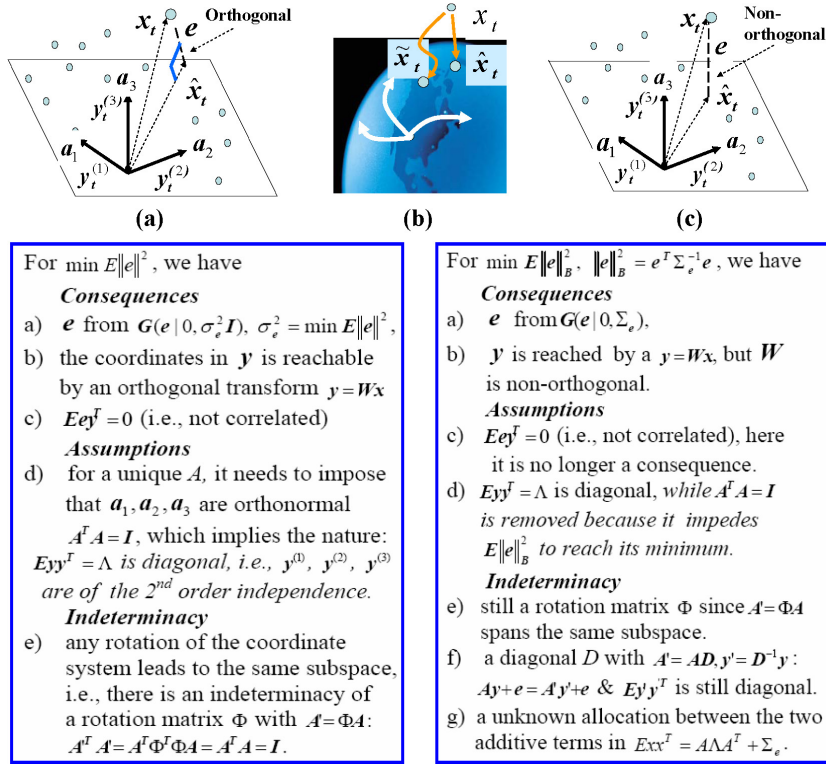 x_t
e
Orthogonal
x̂_t
a_3
y_t^(3)
a_1
y_t^(1)
a_2
y_t^(2)
(a)
x_t
x̃_t
x̂_t
(b)
x_t
Non-
orthogonal
e
x̂_t
a_3
y_t^(3)
a_1
y_t^(1)
a_2
y_t^(2)
(c)
For min E‖e‖², we have
Consequences
a) e from G(e | 0, σ_e² I), σ_e² = min E‖e‖²,
b) the coordinates in y is reachable
by an orthogonal transform y = Wx
c) Eey^T = 0 (i.e., not correlated)
Assumptions
d) for a unique A, it needs to impose
that a_1, a_2, a_3 are orthonormal
A^T A = I, which implies the nature:
Eyy^T = Λ is diagonal, i.e., y^(1), y^(2), y^(3)
are of the 2nd order independence.
Indeterminacy
e) any rotation of the coordinate
system leads to the same subspace,
i.e., there is an indeterminacy of
a rotation matrix Φ with A' = ΦA:
A'^T A' = A^T Φ^T ΦA = A^T A = I.
For min E‖e‖²_B, ‖e‖²_B = e^T Σ_e^-1 e, we have
Consequences
a) e from G(e | 0, Σ_e),
b) y is reached by a y = Wx, but W
is non-orthogonal.
Assumptions
c) Eey^T = 0 (i.e., not correlated), here
it is no longer a consequence.
d) Eyy^T = Λ is diagonal, while A^T A = I
is removed because it impedes
E‖e‖²_B to reach its minimum.
Indeterminacy
e) still a rotation matrix Φ since A' = ΦA
spans the same subspace.
f) a diagonal D with A' = AD, y' = D^-1 y :
Ay + e = A'y' + e & Ey'y'^T is still diagonal.
g) a unknown allocation between the two
additive terms in Exx^T = AΛA^T + Σ_e.